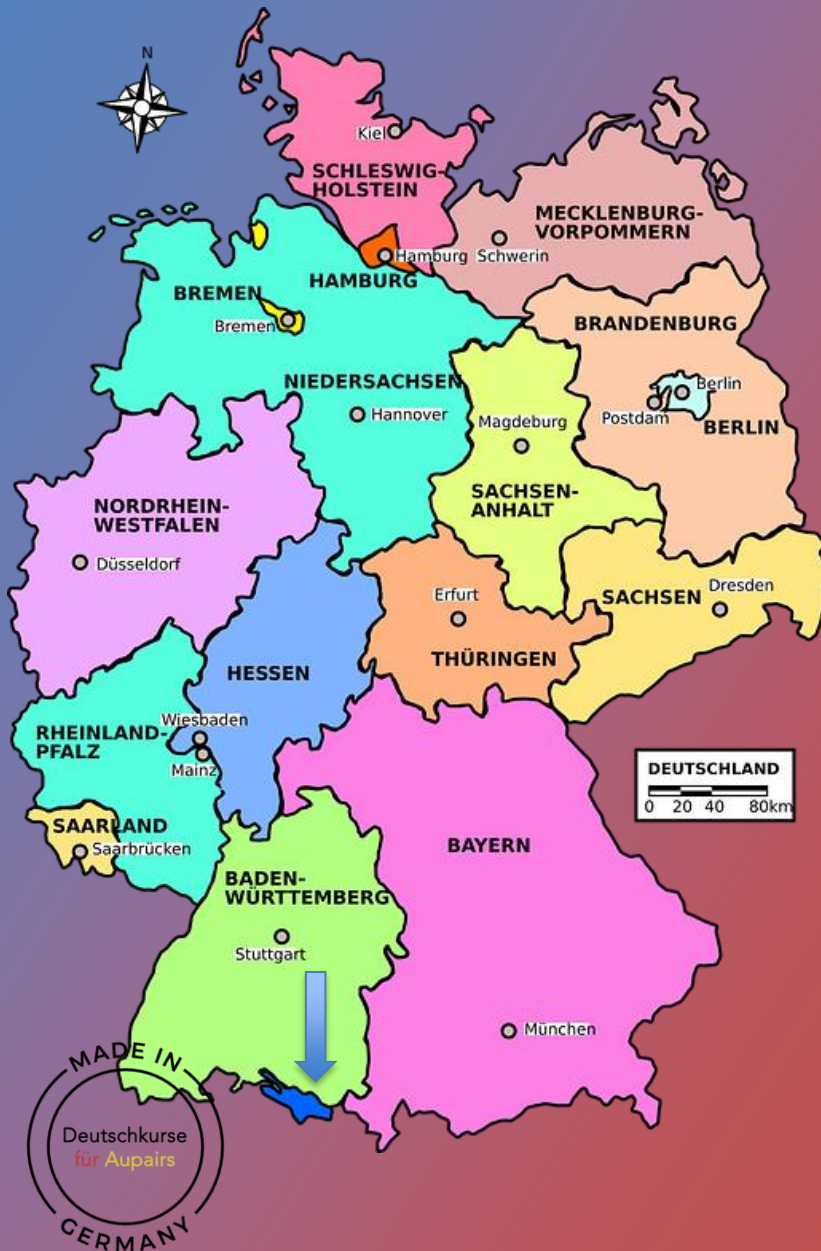 N
Kiel
SCHLESWIG-
HOLSTEIN
MECKLENBURG-
VORPOMMERN
Hamburg
Schwerin
HAMBURG
BREMEN
Bremen
BRANDENBURG
NIEDERSACHSEN
Hannover
Berlin
Postdam
BERLIN
Magdeburg
SACHSEN-
ANHALT
NORDRHEIN-
WESTFALEN
Düsseldorf
Erfurt
THÜRINGEN
Dresden
SACHSEN
HESSEN
Wiesbaden
RHEINLAND-
PFALZ
Mainz
DEUTSCHLAND
0 20 40 80km
SAARLAND
Saarbrücken
BAYERN
BADEN-
WÜRTTEMBERG
Stuttgart
München
MADE IN
Deutschkurse
für Aupairs
GERMANY